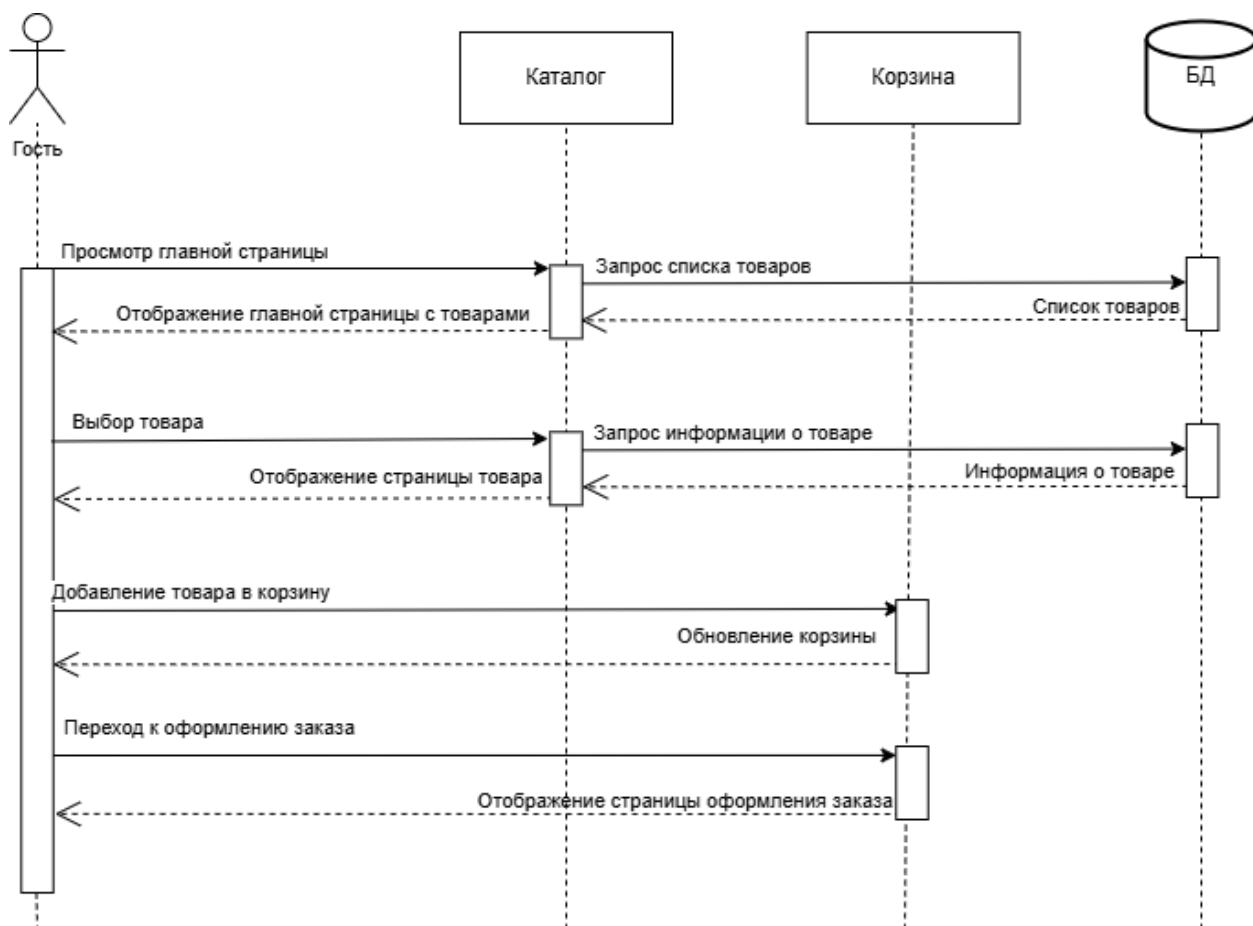 Гость
Каталог
Корзина
БД
Просмотр главной страницы
Запрос списка товаров
Список товаров
Отображение главной страницы с товарами
Выбор товара
Запрос информации о товаре
Информация о товаре
Отображение страницы товара
Добавление товара в корзину
Обновление корзины
Переход к оформлению заказа
Отображение страницы оформления заказа